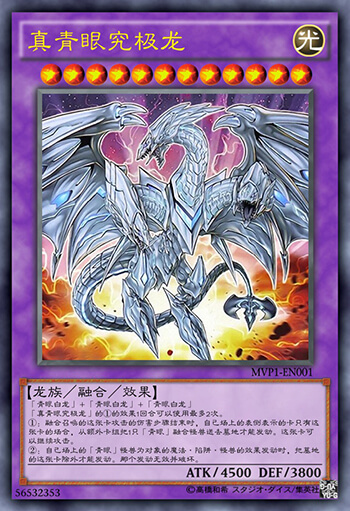 真青眼究极龙
光
MVP1-EN001
【龙族／融合／效果】
「青眼白龙」+「青眼白龙」+「青眼白龙」
「真青眼究极龙」的①的效果1回合可以使用最多2次。
①：融合召唤的这张卡攻击的伤害步骤结束时，自己场上的表侧表示的卡只有这
张卡的场合，从额外卡组把1只「青眼」融合怪兽送去墓地才能发动。这张卡可
以继续攻击。
②：自己场上的「青眼」怪兽为对象的魔法·陷阱·怪兽的效果发动时，把墓地
的这张卡除外才能发动。那个发动无效并破坏。
ATK/4500 DEF/3800
56532353
©高橋和希 スタジオ・ダイス/集英社